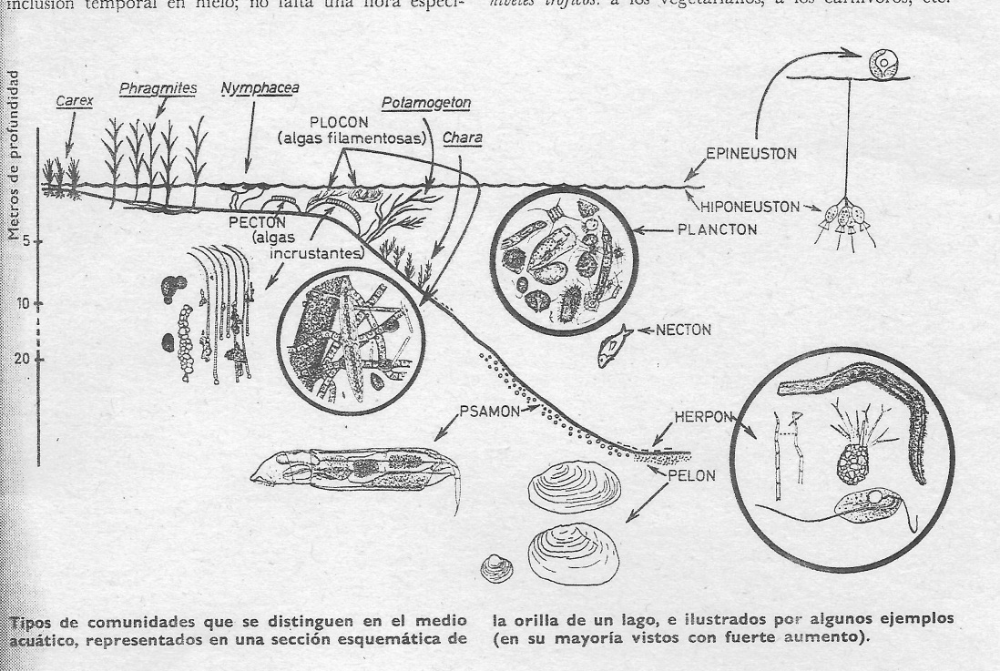 inclusión temporal en hielo; no falta una flora especí-
niveles tróficos: a los vegetarianos, a los carnívoros, etc.
Metros de profundidad
5
10
20
Carex
Phragmites
Nymphacea
PLOCON
(algas filamentosas)
Potamogeton
Chara
EPINEUSTON
HIPONEUSTON
PLANCTON
PECTON
(algas
incrustantes)
NECTON
PSAMON
HERPON
PELON
Tipos de comunidades que se distinguen en el medio
acuático, representados en una sección esquemática de
la orilla de un lago, e ilustrados por algunos ejemplos
(en su mayoría vistos con fuerte aumento).